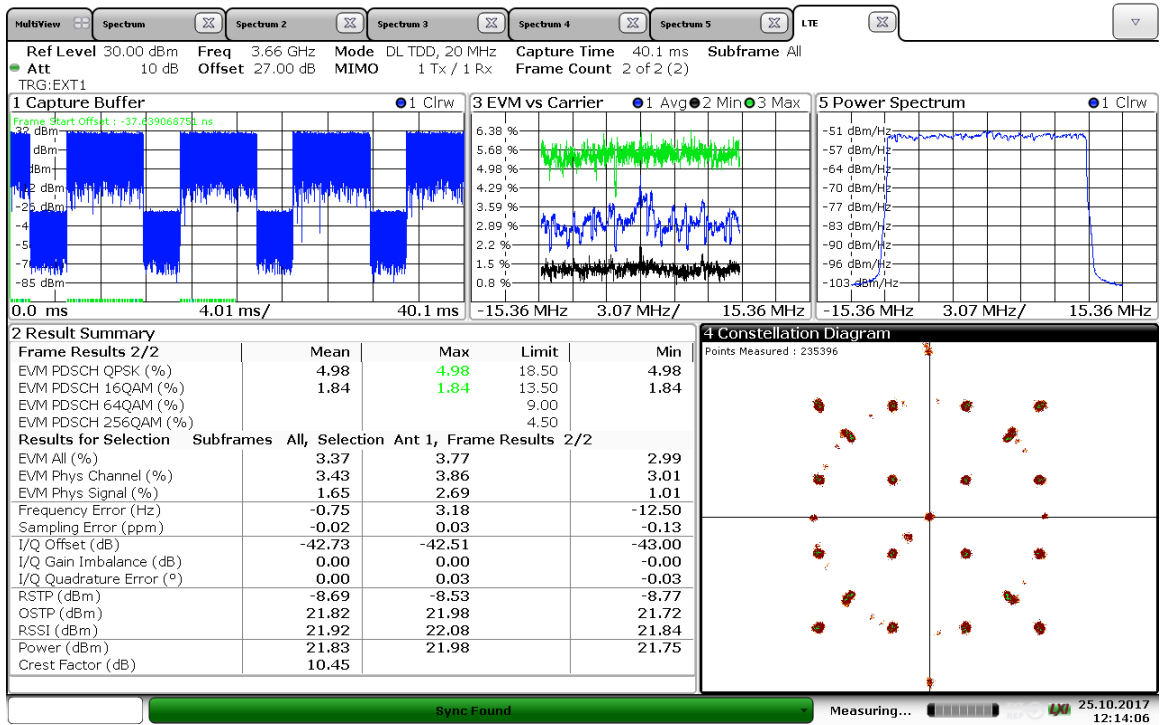 MultiView Spectrum Spectrum 2 Spectrum 3 Spectrum 4 Spectrum 5 LTE
Ref Level 30.00 dBm Freq 3.66 GHz Mode DL TDD, 20 MHz Capture Time 40.1 ms Subframe All
Att 10 dB Offset 27.00 dB MIMO 1 Tx / 1 Rx Frame Count 2 of 2 (2)
TRG:EXT1
1 Capture Buffer 1 Clrw
Frame Start Offset : -37.639068751 ns
32 dBm
dBm
dBm
dBm
-25 dBm
-85 dBm
0.0 ms 4.01 ms/ 40.1 ms
3 EVM vs Carrier 1 Avg 2 Min 3 Max
6.38 %
5.68 %
4.98 %
4.29 %
3.59 %
2.89 %
2.2 %
1.5 %
0.8 %
-15.36 MHz 3.07 MHz/ 15.36 MHz
5 Power Spectrum 1 Clrw
-51 dBm/Hz
-57 dBm/Hz
-64 dBm/Hz
-70 dBm/Hz
-77 dBm/Hz
-83 dBm/Hz
-90 dBm/Hz
-96 dBm/Hz
-103 dBm/Hz
-15.36 MHz 3.07 MHz/ 15.36 MHz
2 Result Summary
Frame Results 2/2 Mean Max Limit Min
EVM PDSCH QPSK (%) 4.98 4.98 18.50 4.98
EVM PDSCH 16QAM (%) 1.84 1.84 13.50 1.84
EVM PDSCH 64QAM (%) 9.00
EVM PDSCH 256QAM (%) 4.50
Results for Selection Subframes All, Selection Ant 1, Frame Results 2/2
EVM All (%) 3.37 3.77 2.99
EVM Phys Channel (%) 3.43 3.86 3.01
EVM Phys Signal (%) 1.65 2.69 1.01
Frequency Error (Hz) -0.75 3.18 -12.50
Sampling Error (ppm) -0.02 0.03 -0.13
I/Q Offset (dB) -42.73 -42.51 -43.00
I/Q Gain Imbalance (dB) 0.00 0.00 -0.00
I/Q Quadrature Error (°) 0.00 0.03 -0.03
RSTP (dBm) -8.69 -8.53 -8.77
OSTP (dBm) 21.82 21.98 21.72
RSSI (dBm) 21.92 22.08 21.84
Power (dBm) 21.83 21.98 21.75
Crest Factor (dB) 10.45
4 Constellation Diagram
Points Measured : 235396
Sync Found
Measuring...
REF
LXI
25.10.2017
12:14:06